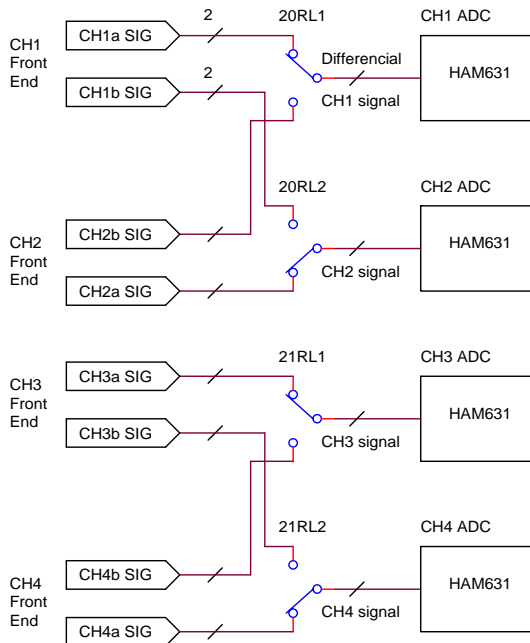 2
20RL1
CH1 ADC
CH1
Front
End
CH1a SIG
Differencial
HAM631
CH1b SIG
2
CH1 signal
20RL2
CH2 ADC
CH2
Front
End
CH2b SIG
HAM631
CH2a SIG
CH2 signal
21RL1
CH3 ADC
CH3
Front
End
CH3a SIG
HAM631
CH3b SIG
CH3 signal
21RL2
CH4 ADC
CH4
Front
End
CH4b SIG
HAM631
CH4a SIG
CH4 signal